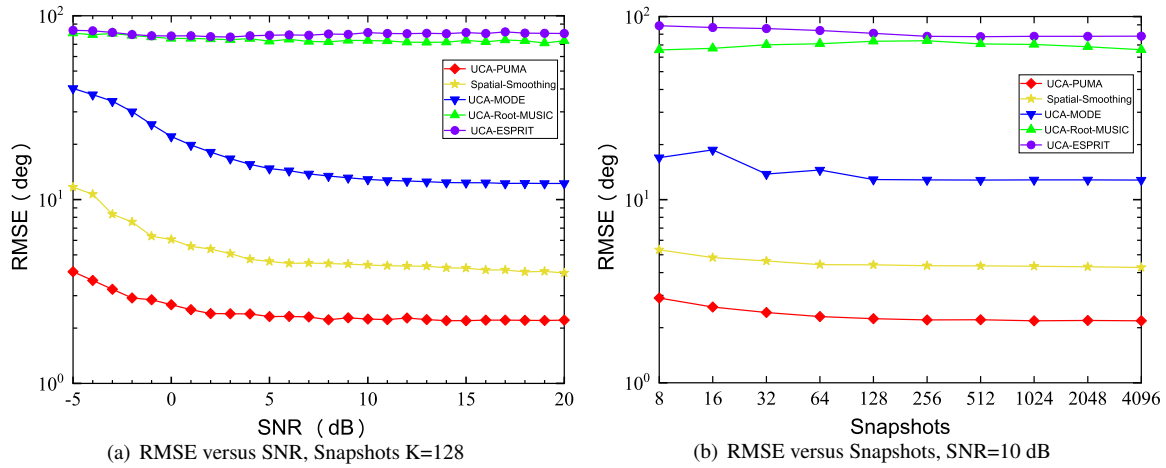 10²
10¹
10⁰
RMSE (deg)
UCA-PUMA
Spatial-Smoothing
UCA-MODE
UCA-Root-MUSIC
UCA-ESPRIT
-5 0 5 10 15 20
SNR (dB)
(a) RMSE versus SNR, Snapshots K=128
10²
10¹
10⁰
RMSE (deg)
UCA-PUMA
Spatial-Smoothing
UCA-MODE
UCA-Root-MUSIC
UCA-ESPRIT
8 16 32 64 128 256 512 1024 2048 4096
Snapshots
(b) RMSE versus Snapshots, SNR=10 dB